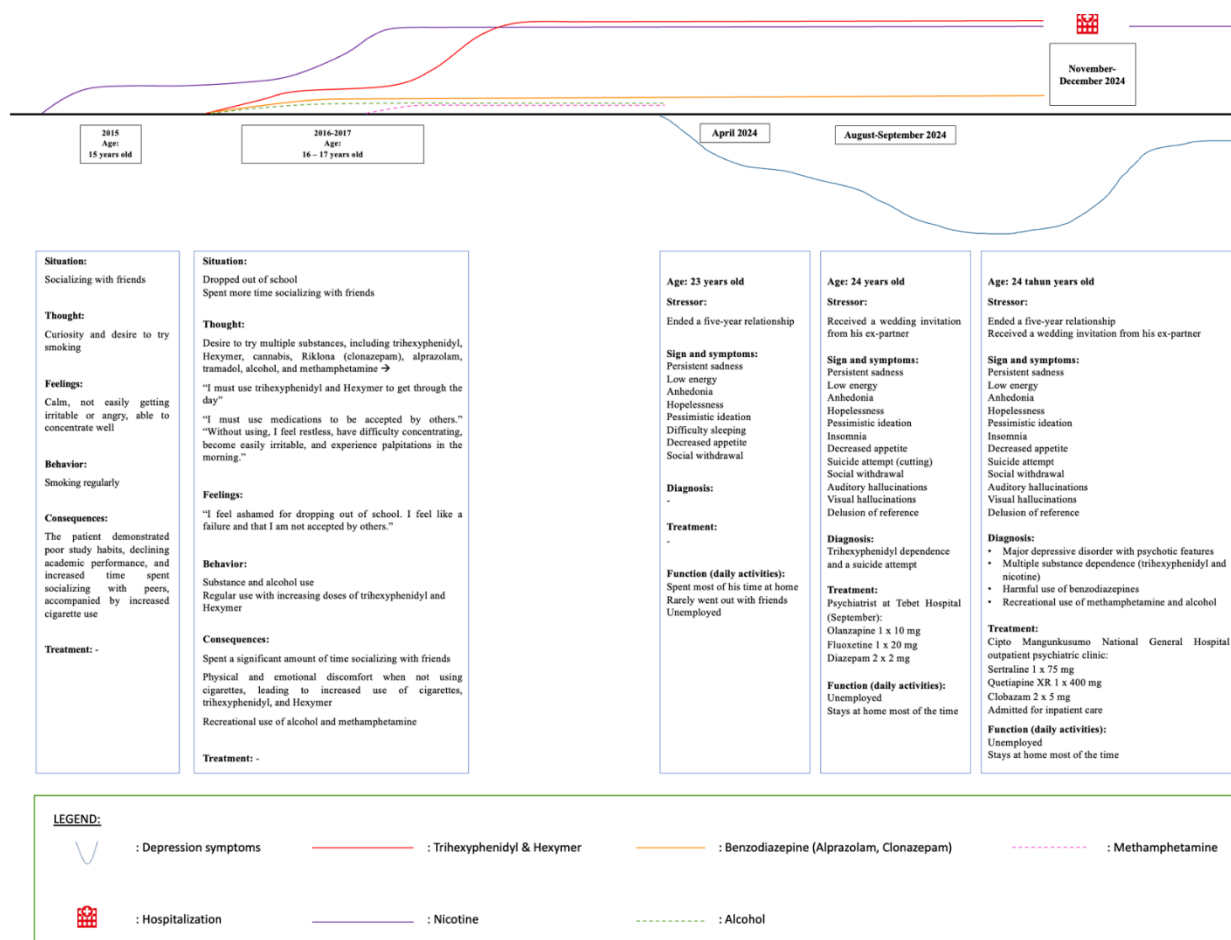 November-
December 2024
2015
Age:
15 years old
2016-2017
Age:
16 – 17 years old
April 2024
August-September 2024
Situation:
Socializing with friends
Thought:
Curiosity and desire to try
smoking
Feelings:
Calm, not easily getting
irritable or angry, able to
concentrate well
Behavior:
Smoking regularly
Consequences:
The patient demonstrated
poor study habits, declining
academic performance, and
increased time spent
socializing with peers,
accompanied by increased
cigarette use
Treatment: -
Situation:
Dropped out of school
Spent more time socializing with friends
Thought:
Desire to try multiple substances, including trihexyphenidyl,
Hexymer, cannabis, Riklona (clonazepam), alprazolam,
tramadol, alcohol, and methamphetamine →
“I must use trihexyphenidyl and Hexymer to get through the
day”
“I must use medications to be accepted by others.”
“Without using, I feel restless, have difficulty concentrating,
become easily irritable, and experience palpitations in the
morning.”
Feelings:
“I feel ashamed for dropping out of school. I feel like a
failure and that I am not accepted by others.”
Behavior:
Substance and alcohol use
Regular use with increasing doses of trihexyphenidyl and
Hexymer
Consequences:
Spent a significant amount of time socializing with friends
Physical and emotional discomfort when not using
cigarettes, leading to increased use of cigarettes,
trihexyphenidyl, and Hexymer
Recreational use of alcohol and methamphetamine
Treatment: -
Age: 23 years old
Stressor:
Ended a five-year relationship
Sign and symptoms:
Persistent sadness
Low energy
Anhedonia
Hopelessness
Pessimistic ideation
Difficulty sleeping
Decreased appetite
Social withdrawal
Diagnosis:
-
Treatment:
-
Function (daily activities):
Spent most of his time at home
Rarely went out with friends
Unemployed
Age: 24 years old
Stressor:
Received a wedding invitation
from his ex-partner
Sign and symptoms:
Persistent sadness
Low energy
Anhedonia
Hopelessness
Pessimistic ideation
Insomnia
Decreased appetite
Suicide attempt (cutting)
Social withdrawal
Auditory hallucinations
Visual hallucinations
Delusion of reference
Diagnosis:
Trihexyphenidyl dependence
and a suicide attempt
Treatment:
Psychiatrist at Tebet Hospital
(September):
Olanzapine 1 x 10 mg
Fluoxetine 1 x 20 mg
Diazepam 2 x 2 mg
Function (daily activities):
Unemployed
Stays at home most of the time
Age: 24 tahun years old
Stressor:
Ended a five-year relationship
Received a wedding invitation from his ex-partner
Sign and symptoms:
Persistent sadness
Low energy
Anhedonia
Hopelessness
Pessimistic ideation
Insomnia
Decreased appetite
Suicide attempt
Social withdrawal
Auditory hallucinations
Visual hallucinations
Delusion of reference
Diagnosis:
• Major depressive disorder with psychotic features
• Multiple substance dependence (trihexyphenidyl and
nicotine)
• Harmful use of benzodiazepines
• Recreational use of methamphetamine and alcohol
Treatment:
Cipto Mangunkusumo National General Hospital
outpatient psychiatric clinic:
Sertraline 1 x 75 mg
Quetiapine XR 1 x 400 mg
Clobazam 2 x 5 mg
Admitted for inpatient care
Function (daily activities):
Unemployed
Stays at home most of the time
LEGEND:
: Depression symptoms
: Trihexyphenidyl & Hexymer
: Benzodiazepine (Alprazolam, Clonazepam)
: Methamphetamine
: Hospitalization
: Nicotine
: Alcohol